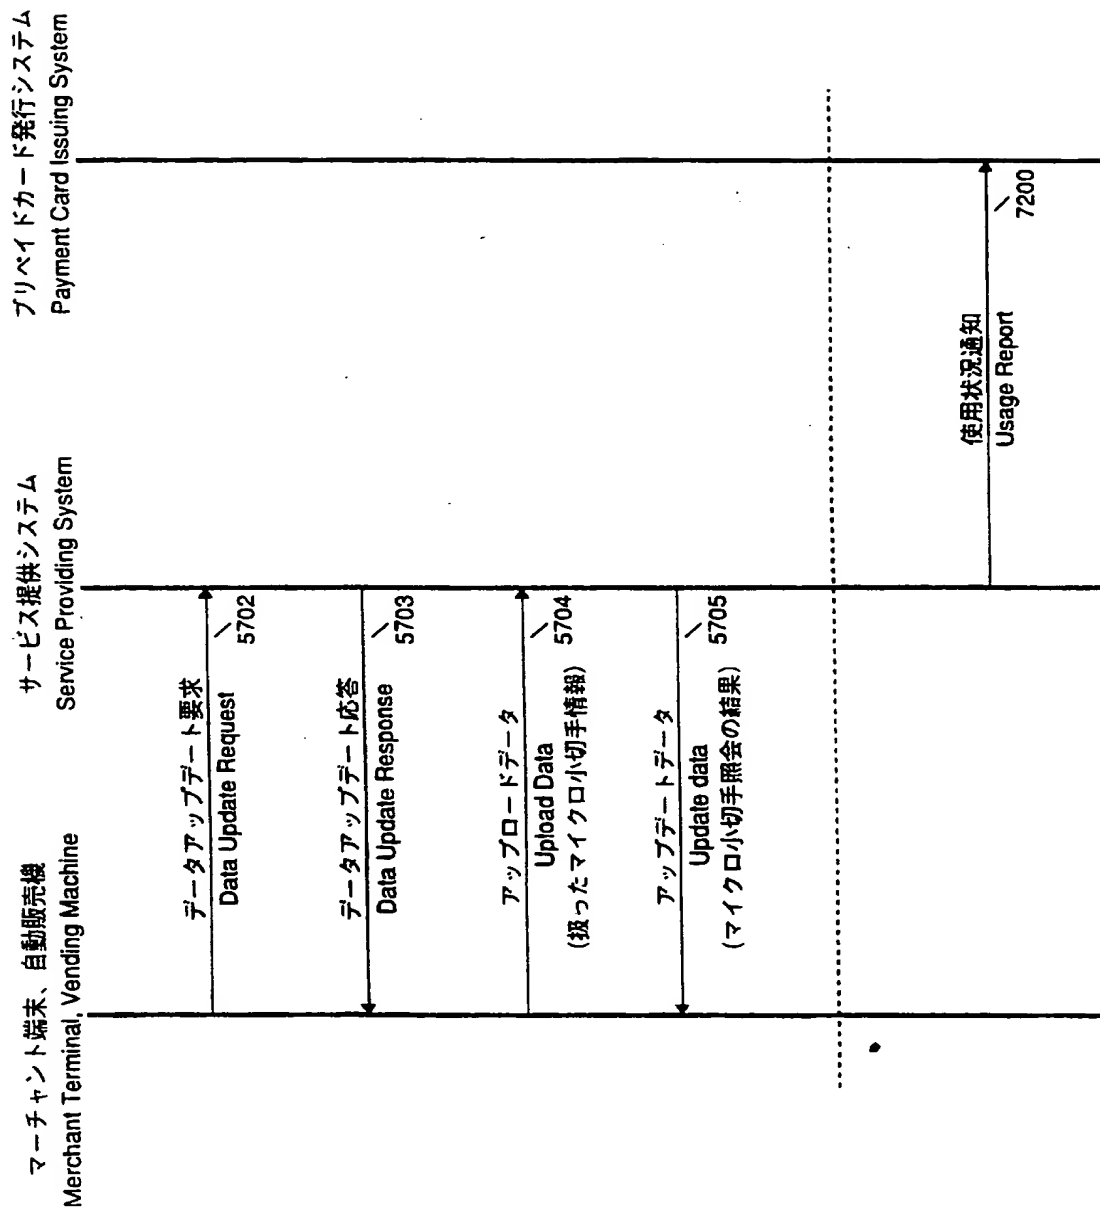 マーチャント端末、自動販売機
Merchant Terminal, Vending Machine
サービス提供システム
Service Providing System
プリペイドカード発行システム
Payment Card Issuing System
データアップデート要求
Data Update Request
5702
データアップデート応答
Data Update Response
5703
アップロードデータ
Upload Data
(扱ったマイクロ小切手情報)
5704
アップデートデータ
Update data
(マイクロ小切手照会の結果)
5705
使用状況通知
Usage Report
7200